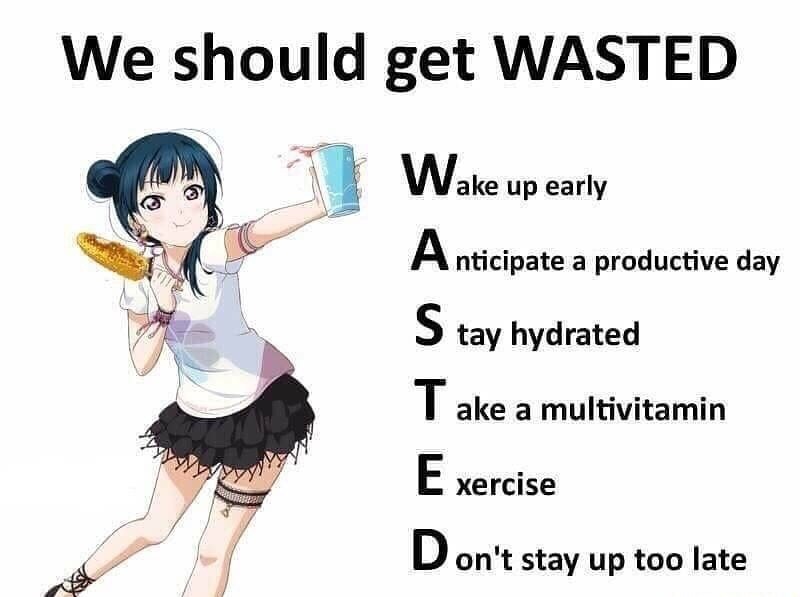 We should get WASTED
Wake up early
Anticipate a productive day
Stay hydrated
Take a multivitamin
Exercise
Don't stay up too late